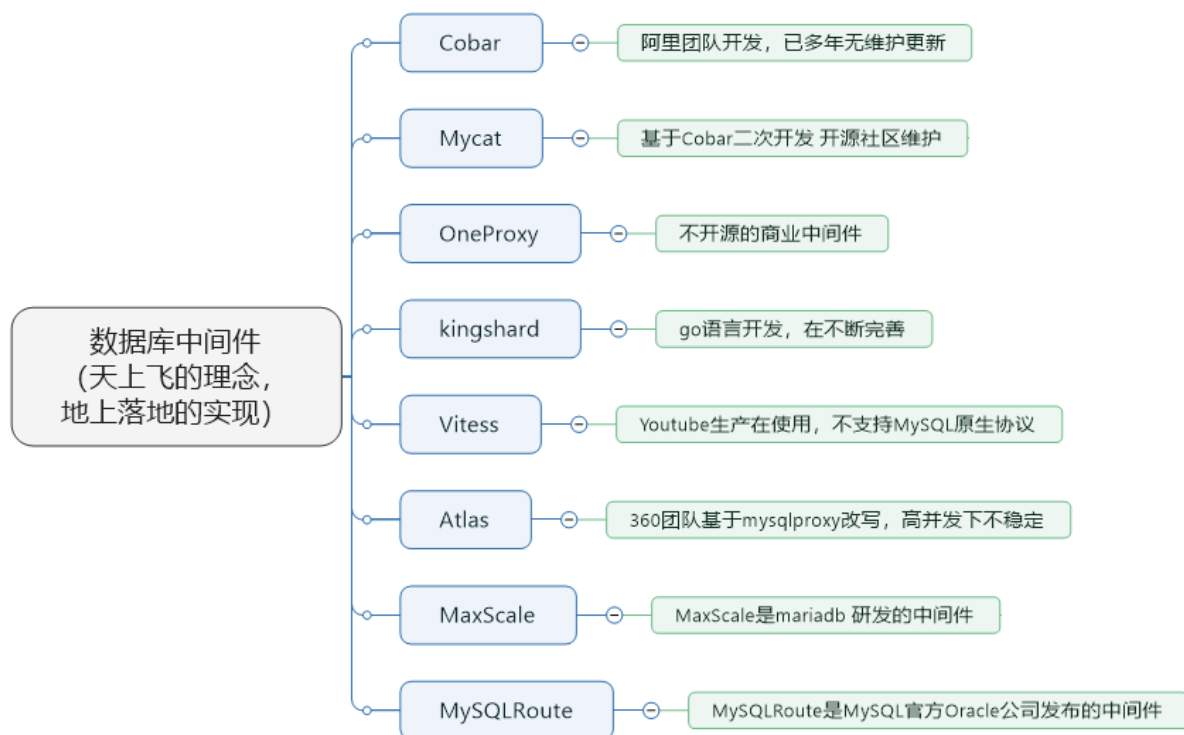 Cobar
阿里团队开发，已多年无维护更新
Mycat
基于Cobar二次开发 开源社区维护
OneProxy
不开源的商业中间件
kingshard
go语言开发，在不断完善
数据库中间件
（天上飞的理念，
地上落地的实现）
Vitess
Youtube生产在使用，不支持MySQL原生协议
Atlas
360团队基于mysqlproxy改写，高并发下不稳定
MaxScale
MaxScale是mariadb 研发的中间件
MySQLRoute
MySQLRoute是MySQL官方Oracle公司发布的中间件